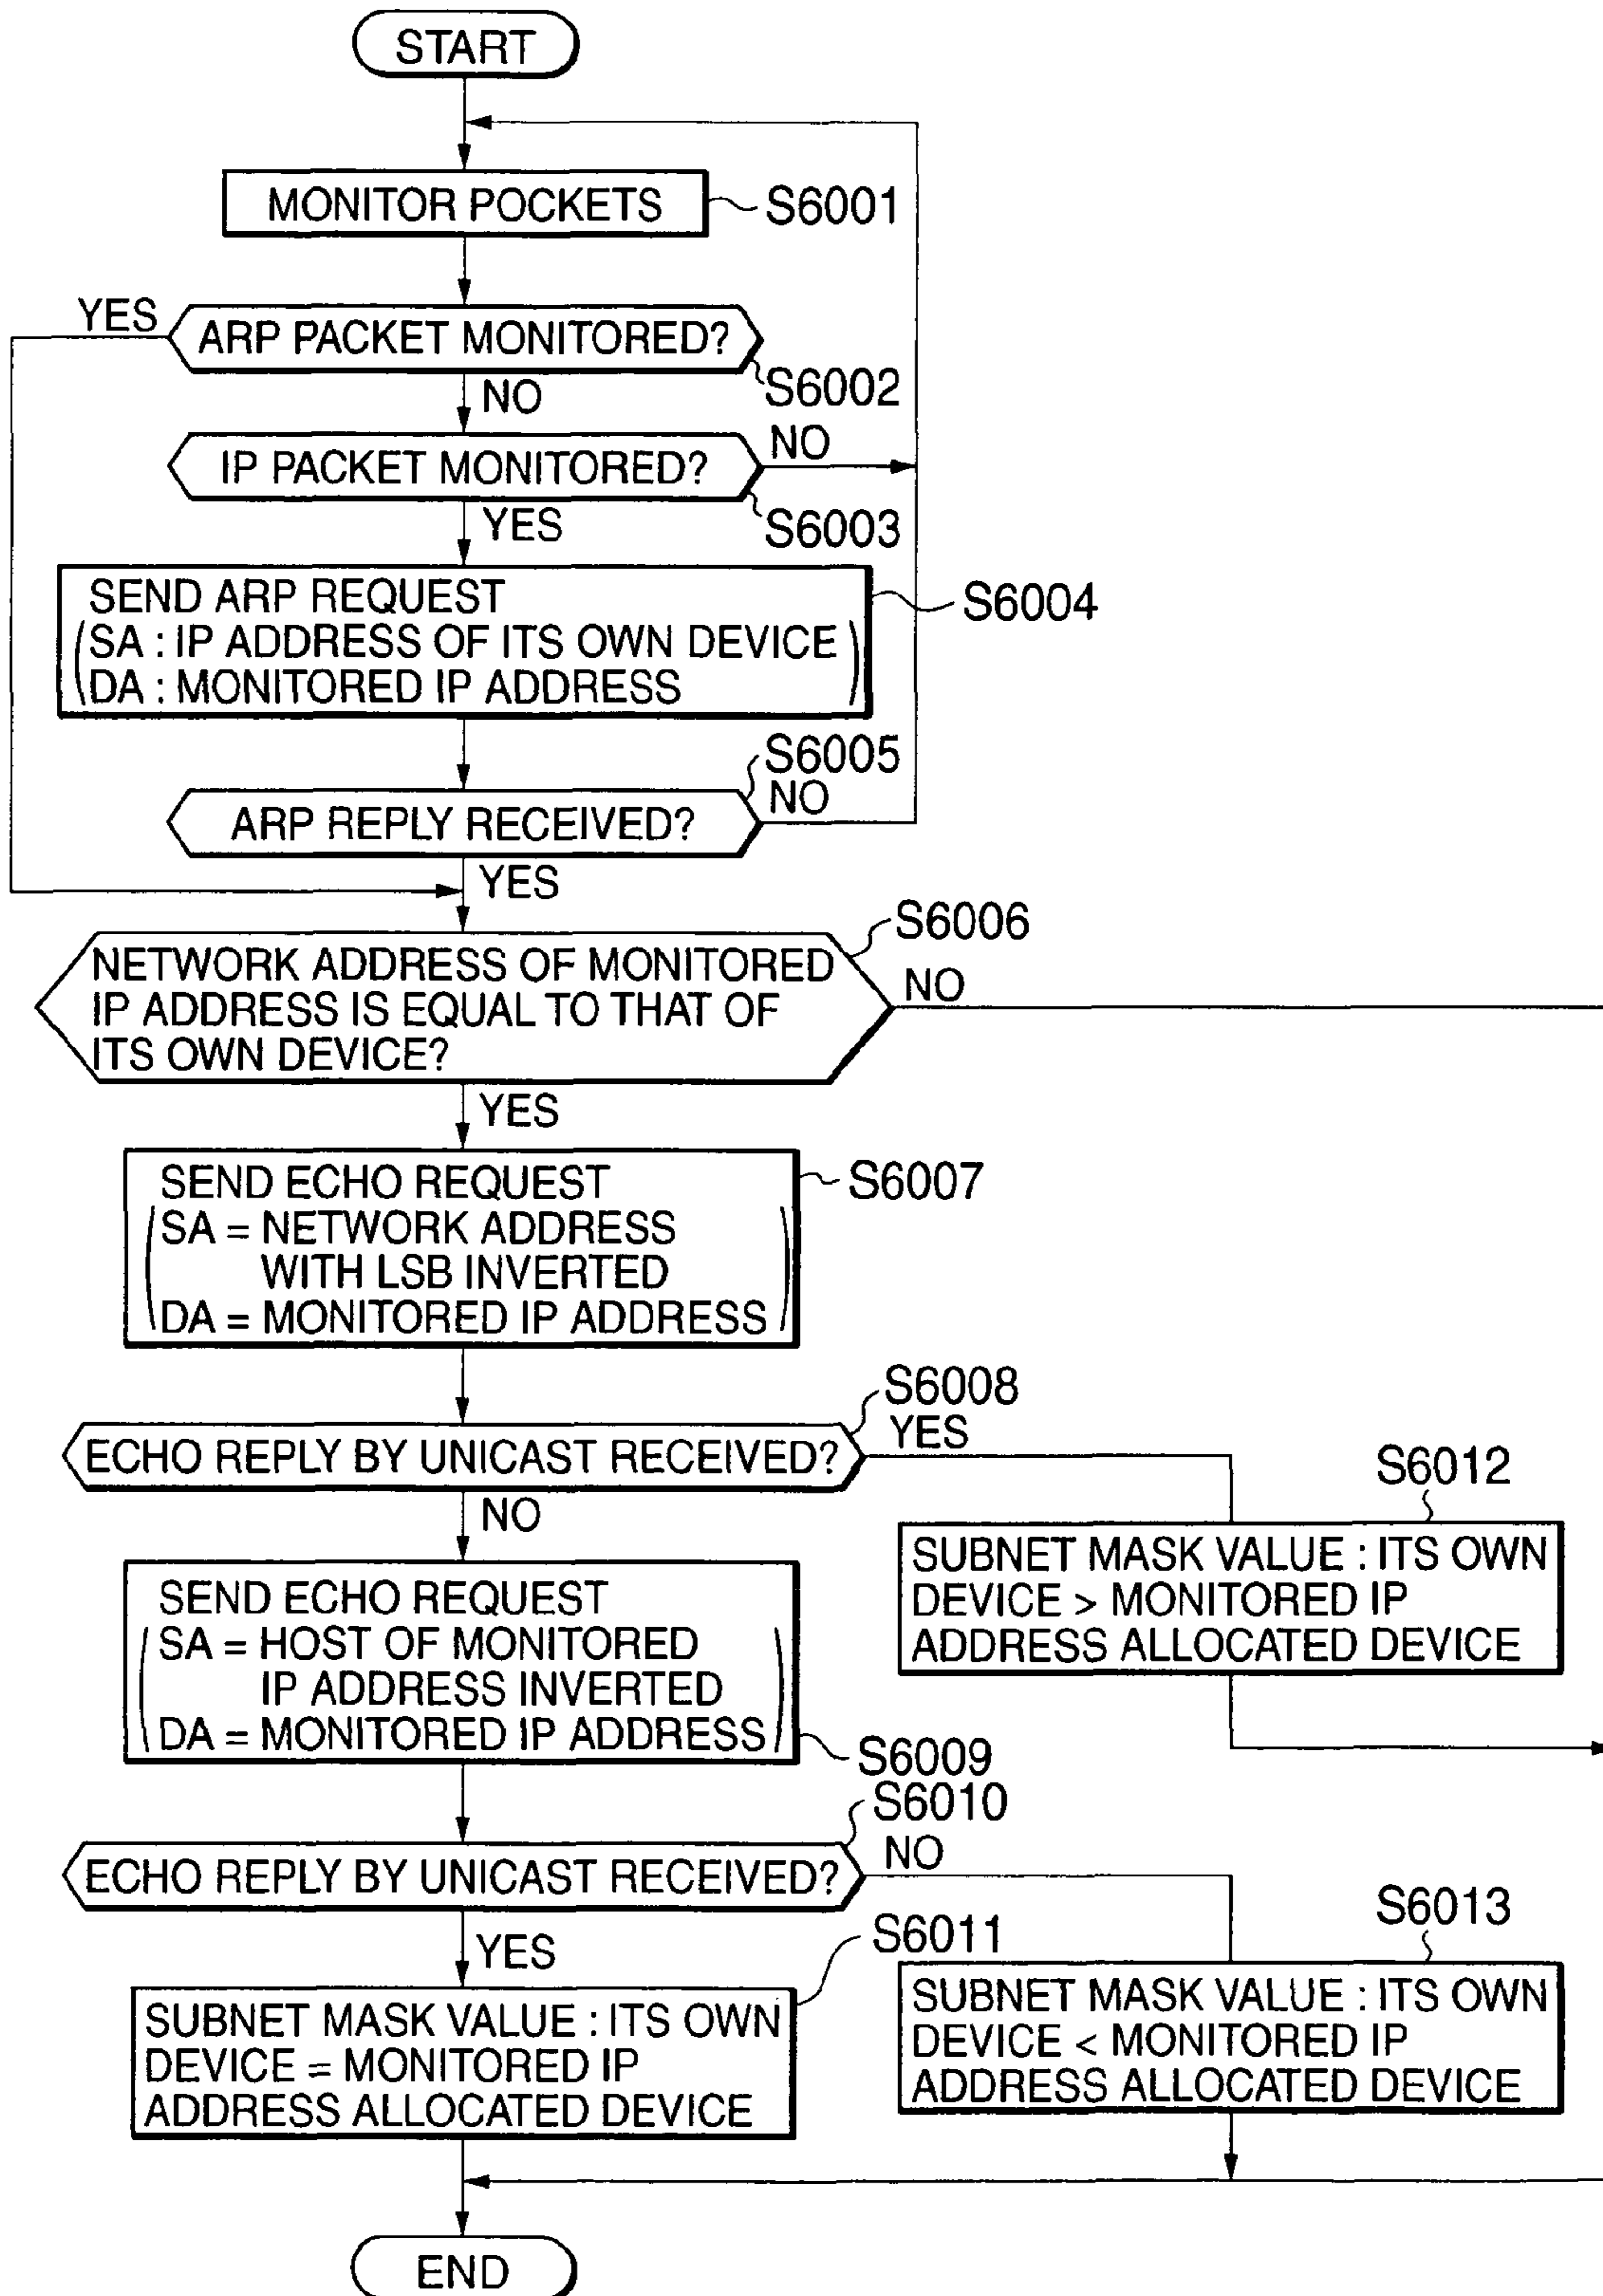 START
MONITOR POCKETS
S6001
YES
ARP PACKET MONITORED?
S6002
NO
IP PACKET MONITORED?
NO
S6003
YES
SEND ARP REQUEST
(SA : IP ADDRESS OF ITS OWN DEVICE
DA : MONITORED IP ADDRESS)
S6004
S6005
ARP REPLY RECEIVED?
NO
YES
S6006
NETWORK ADDRESS OF MONITORED
IP ADDRESS IS EQUAL TO THAT OF
ITS OWN DEVICE?
NO
YES
SEND ECHO REQUEST
(SA = NETWORK ADDRESS
WITH LSB INVERTED
DA = MONITORED IP ADDRESS)
S6007
S6008
ECHO REPLY BY UNICAST RECEIVED?
YES
NO
S6012
SUBNET MASK VALUE : ITS OWN
DEVICE > MONITORED IP
ADDRESS ALLOCATED DEVICE
SEND ECHO REQUEST
(SA = HOST OF MONITORED
IP ADDRESS INVERTED
DA = MONITORED IP ADDRESS)
S6009
S6010
ECHO REPLY BY UNICAST RECEIVED?
NO
YES
S6011
SUBNET MASK VALUE : ITS OWN
DEVICE = MONITORED IP
ADDRESS ALLOCATED DEVICE
S6013
SUBNET MASK VALUE : ITS OWN
DEVICE < MONITORED IP
ADDRESS ALLOCATED DEVICE
END